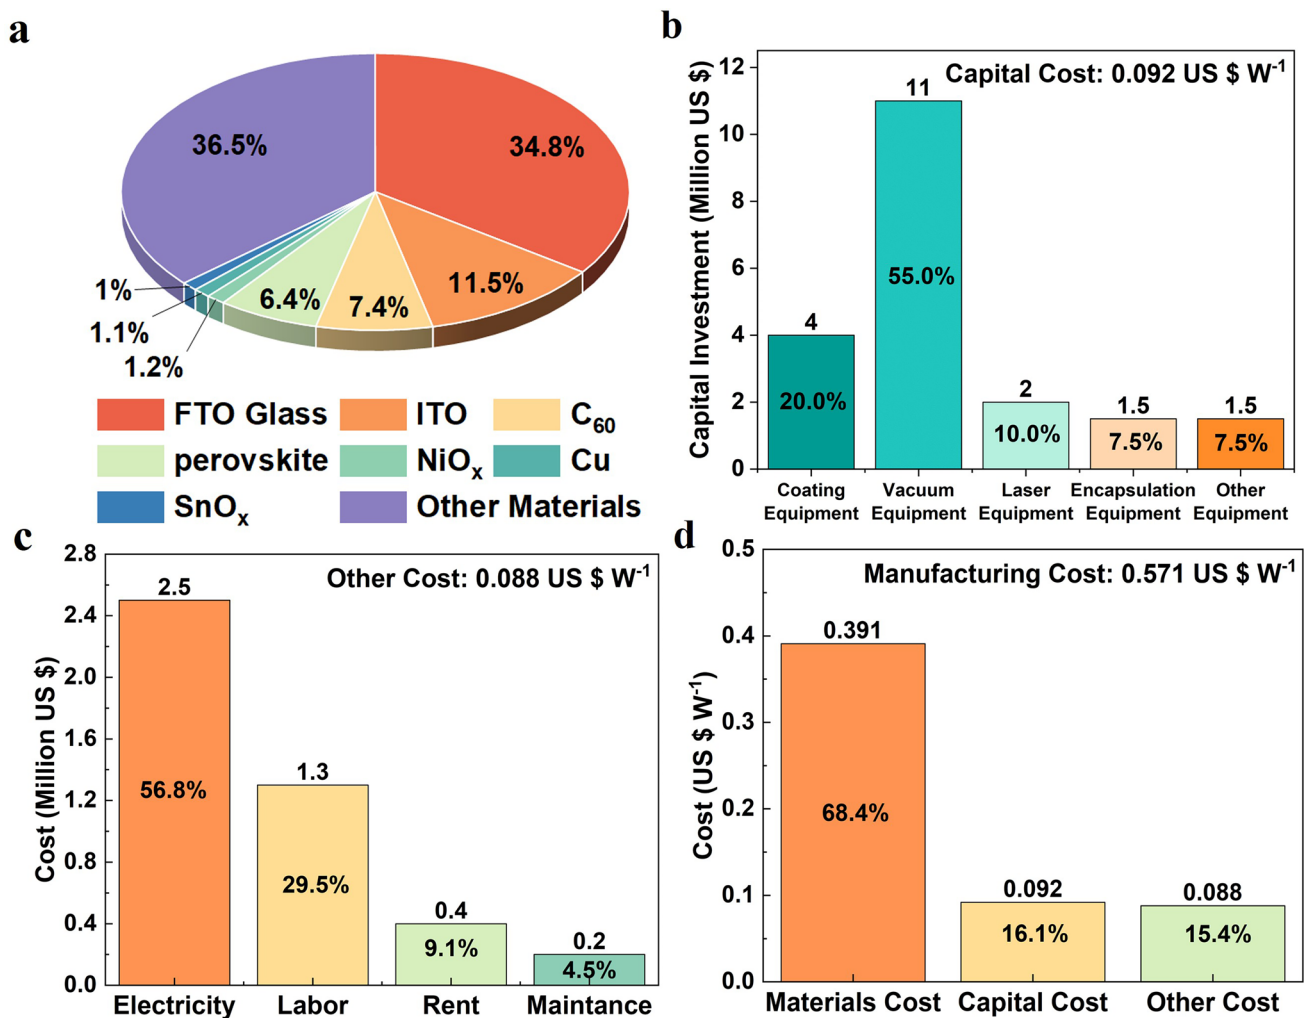 a
36.5%
34.8%
11.5%
7.4%
6.4%
1%
1.1%
1.2%
FTO Glass
ITO
C60
perovskite
NiOx
Cu
SnOx
Other Materials
b
Capital Cost: 0.092 US $ W-1
Capital Investment (Million US $)
12
10
8
6
4
2
0
4
20.0%
11
55.0%
2
10.0%
1.5
7.5%
1.5
7.5%
Coating
Equipment
Vacuum
Equipment
Laser
Equipment
Encapsulation
Equipment
Other
Equipment
c
Other Cost: 0.088 US $ W-1
Cost (Million US $)
2.8
2.4
2.0
1.6
1.2
0.8
0.4
0.0
2.5
56.8%
1.3
29.5%
0.4
9.1%
0.2
4.5%
Electricity
Labor
Rent
Maintance
d
Manufacturing Cost: 0.571 US $ W-1
Cost (US $ W-1)
0.5
0.4
0.3
0.2
0.1
0.0
0.391
68.4%
0.092
16.1%
0.088
15.4%
Materials Cost
Capital Cost
Other Cost